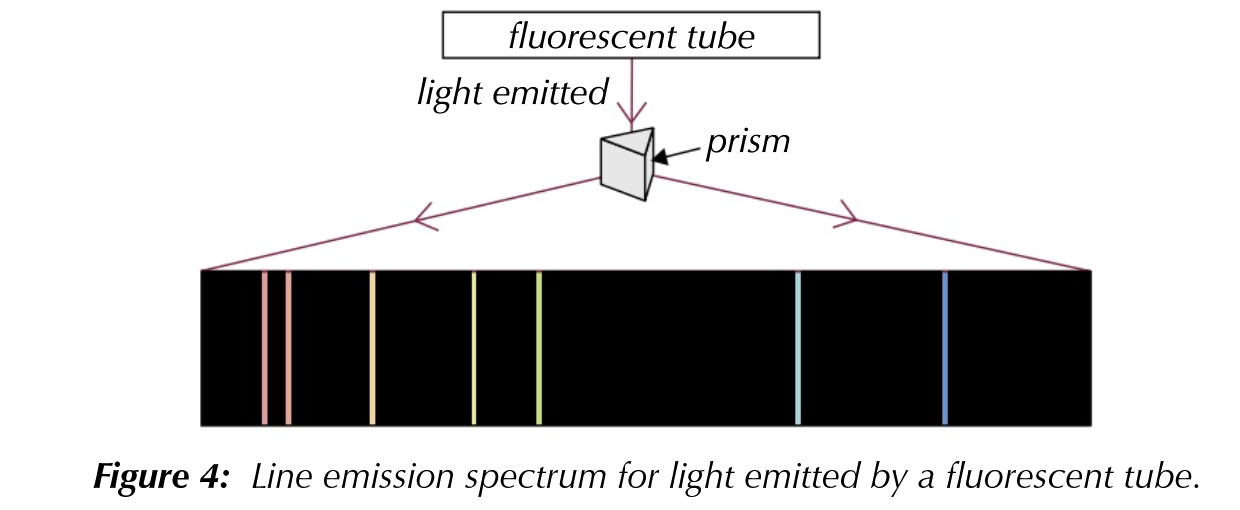 fluorescent tube
light emitted
prism
Figure 4: Line emission spectrum for light emitted by a fluorescent tube.